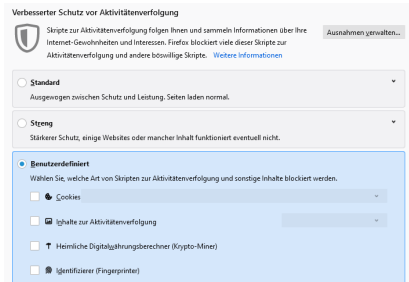 Verbesserter Schutz vor Aktivitätenverfolgung
Skripte zur Aktivitätenverfolgung folgen Ihnen und sammeln Informationen über Ihre
Internet-Gewohnheiten und Interessen. Firefox blockiert viele dieser Skripte zur
Aktivitätenverfolgung und andere böswillige Skripte. Weitere Informationen
Ausnahmen verwalten...
Standard
Ausgewogen zwischen Schutz und Leistung. Seiten laden normal.
Streng
Stärkerer Schutz, einige Websites oder mancher Inhalt funktioniert eventuell nicht.
Benutzerdefiniert
Wählen Sie, welche Art von Skripten zur Aktivitätenverfolgung und sonstige Inhalte blockiert werden.
Cookies
Inhalte zur Aktivitätenverfolgung
Heimliche Digitalwährungsberechner (Krypto-Miner)
Identifizierer (Fingerprinter)